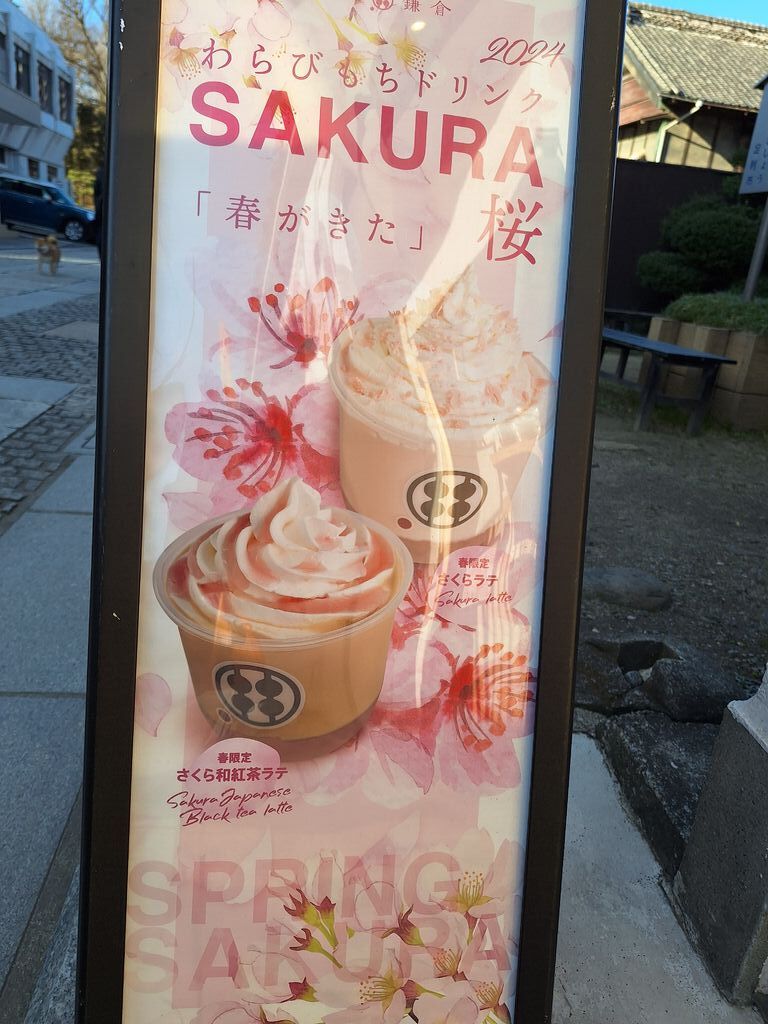 鎌倉
2024
わらびもちドリンク
SAKURA
「春がきた」 桜
春限定
さくらラテ
Sakura latte
春限定
さくら和紅茶ラテ
Sakura Japanese
Black tea latte
SPRING
SAKURA